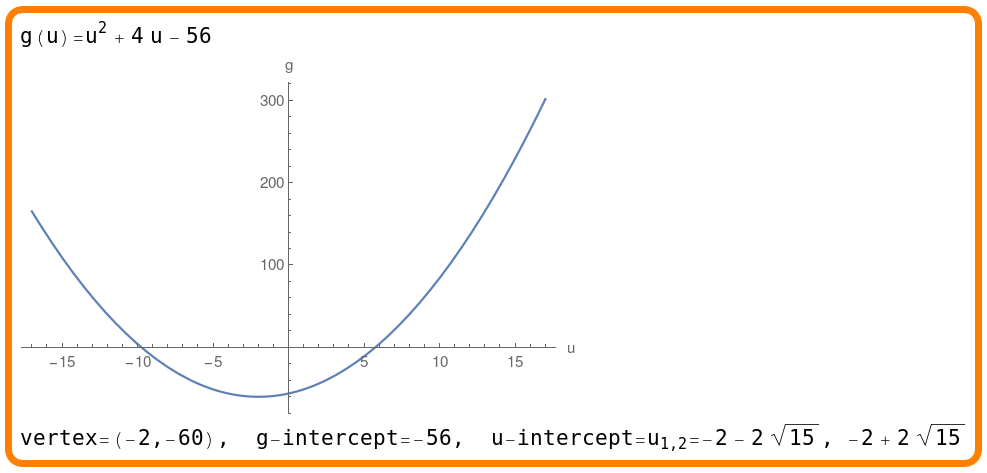 g(u)=u² + 4 u − 56
g
300
200
100
−15 −10 −5 5 10 15 u
vertex=(−2,−60), g−intercept=−56, u−intercept=u₁,₂=−2 − 2 √15, −2 + 2 √15